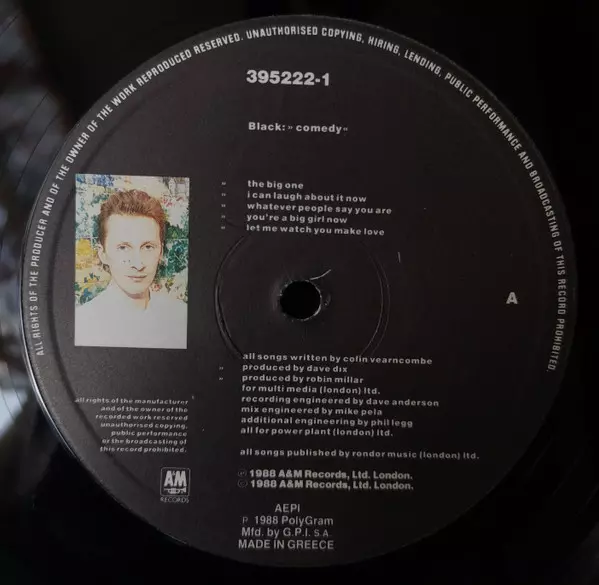 ALL RIGHTS OF THE PRODUCER AND OF THE OWNER OF THE WORK REPRODUCED RESERVED. UNAUTHORISED COPYING, HIRING, LENDING, PUBLIC PERFORMANCE AND BROADCASTING OF THIS RECORD PROHIBITED.
395222-1
Black: » comedy «
" the big one
" i can laugh about it now
" whatever people say you are
" you're a big girl now
" let me watch you make love
A
all songs written by colin vearncombe
" produced by dave dix
" produced by robin millar
for multi media (london) ltd.
recording engineered by dave anderson
mix engineered by mike pela
additional engineering by phil legg
all for power plant (london) ltd.
all songs published by rondor music (london) ltd.
℗ 1988 A&M Records, Ltd. London.
© 1988 A&M Records, Ltd. London.
all rights of the manufacturer
and of the owner of the
recorded work reserved
unauthorised copying,
public performance
or the broadcasting of
this record prohibited.
A&M
RECORDS
AEPI
P 1988 PolyGram
Mfd. by G.P.I. S.A.
MADE IN GREECE